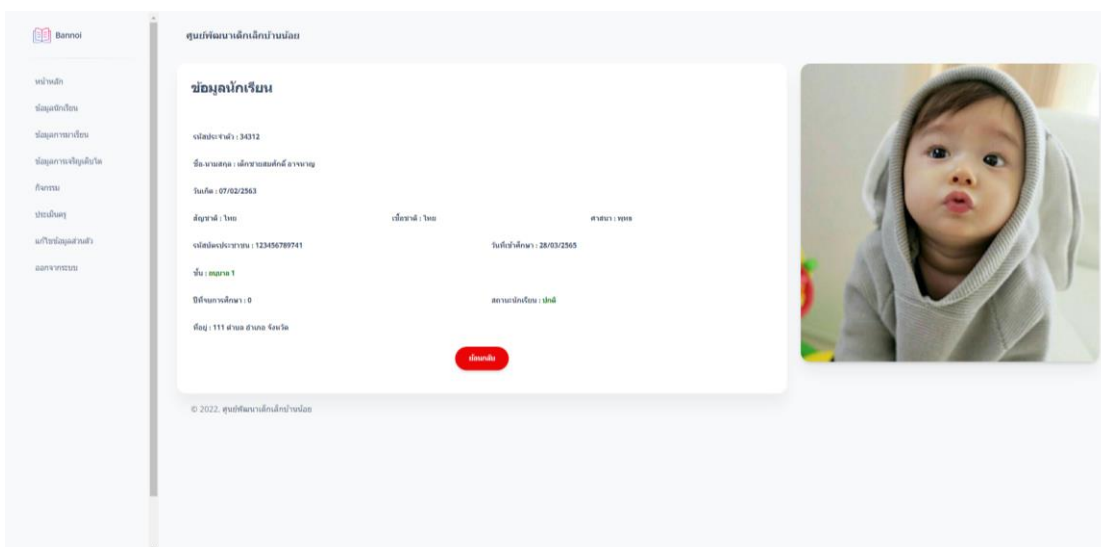 Bannoi
ศูนย์พัฒนาเด็กเล็กบ้านน้อย
หน้าหลัก
ข้อมูลนักเรียน
ข้อมูลการมาเรียน
ข้อมูลการเจริญเติบโต
กิจกรรม
ประเมินครู
แก้ไขข้อมูลส่วนตัว
ออกจากระบบ
ข้อมูลนักเรียน
รหัสประจำตัว : 34312
ชื่อ-นามสกุล : เด็กชายสมศักดิ์ อาจหาญ
วันเกิด : 07/02/2563
สัญชาติ : ไทย เชื้อชาติ : ไทย ศาสนา : พุทธ
รหัสบัตรประชาชน : 123456789741 วันที่เข้าศึกษา : 28/03/2565
ชั้น : อนุบาล 1
ปีที่จบการศึกษา : 0 สถานะนักเรียน : ปกติ
ที่อยู่ : 111 ตำบล อำเภอ จังหวัด
ย้อนกลับ
© 2022, ศูนย์พัฒนาเด็กเล็กบ้านน้อย